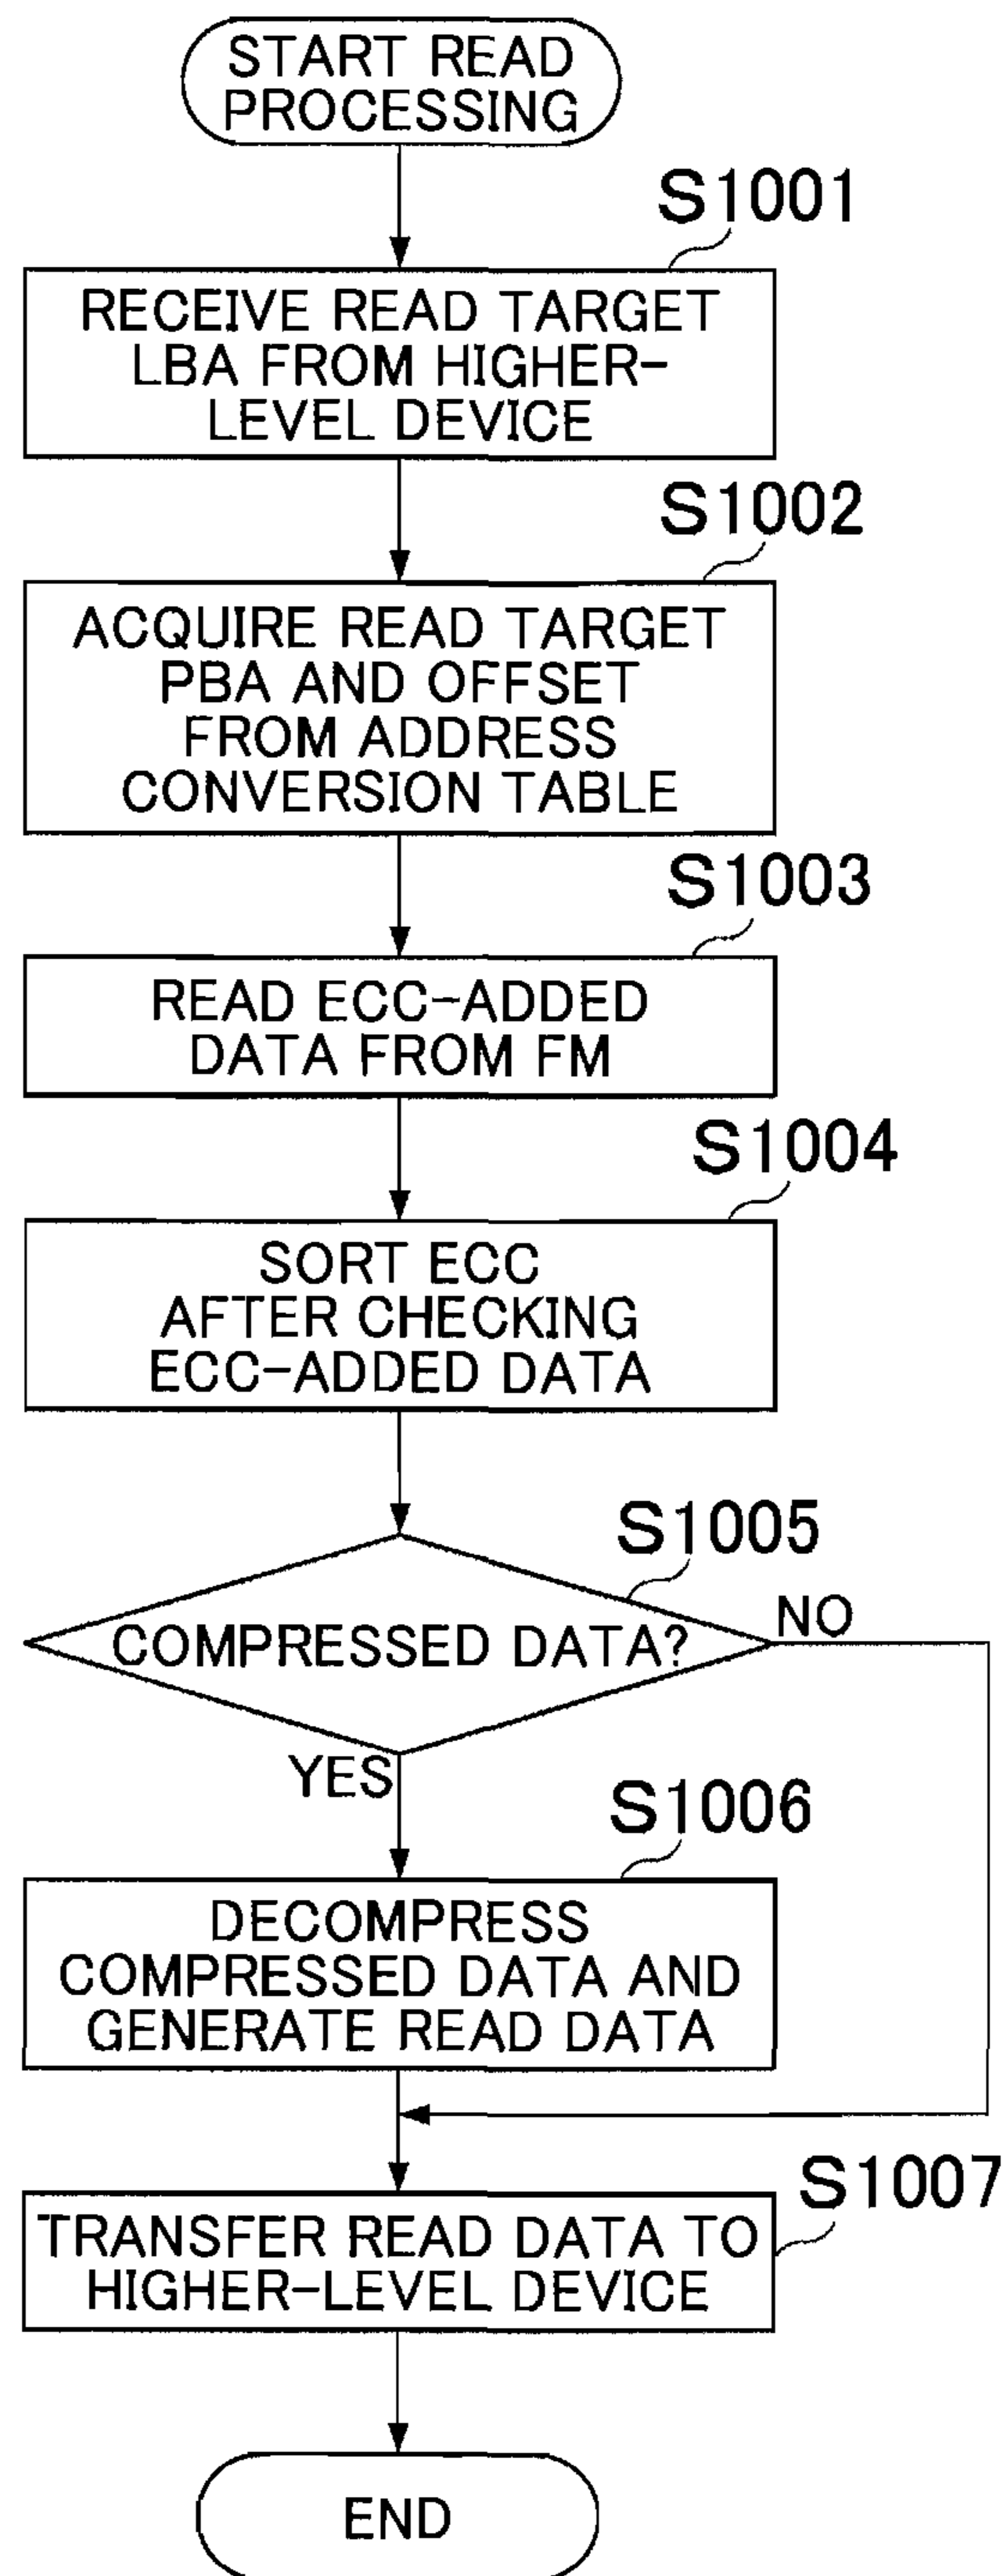 START READ
PROCESSING
S1001
RECEIVE READ TARGET
LBA FROM HIGHER-
LEVEL DEVICE
S1002
ACQUIRE READ TARGET
PBA AND OFFSET
FROM ADDRESS
CONVERSION TABLE
S1003
READ ECC-ADDED
DATA FROM FM
S1004
SORT ECC
AFTER CHECKING
ECC-ADDED DATA
S1005
COMPRESSED DATA?
NO
YES
S1006
DECOMPRESS
COMPRESSED DATA AND
GENERATE READ DATA
S1007
TRANSFER READ DATA TO
HIGHER-LEVEL DEVICE
END